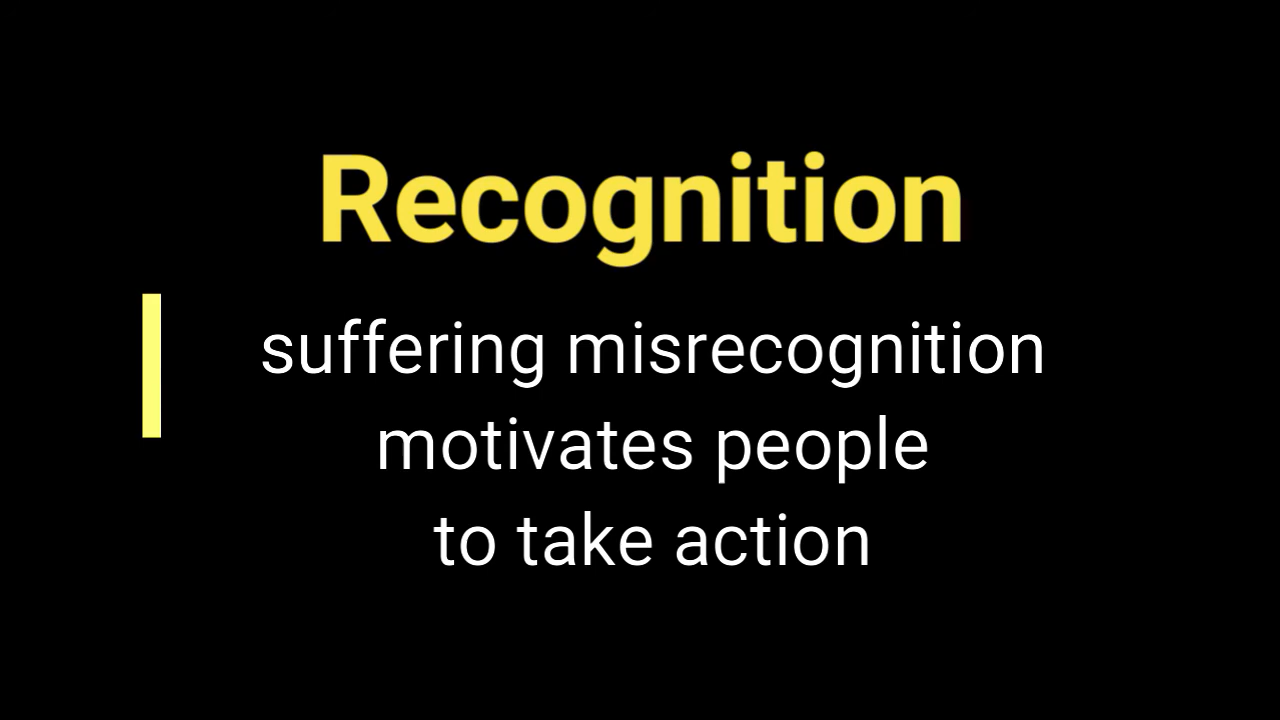 Recognition
suffering misrecognition
motivates people
to take action